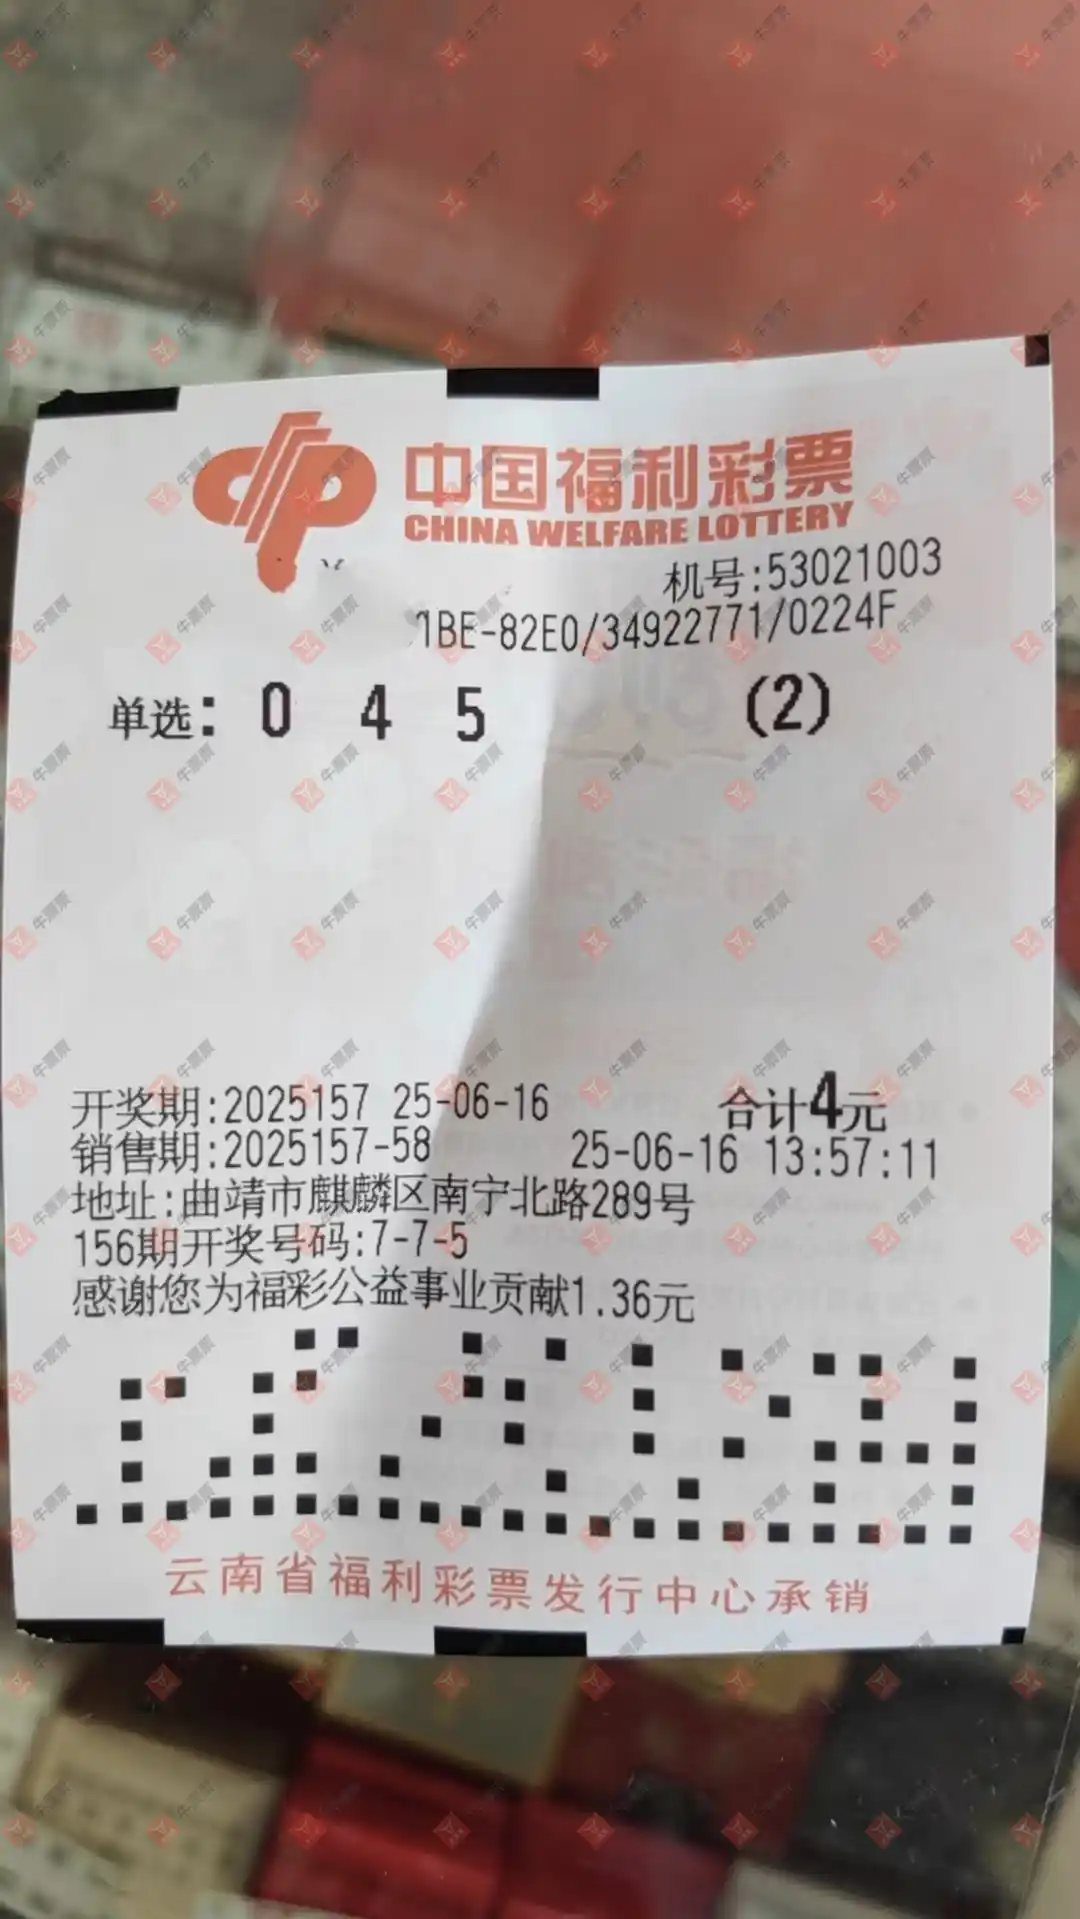 中国福利彩票
CHINA WELFARE LOTTERY
机号:53021003
1BE-82E0/34922771/0224F
单选: 0 4 5 (2)
开奖期:2025157 25-06-16 合计4元
销售期:2025157-58 25-06-16 13:57:11
地址:曲靖市麒麟区南宁北路289号
156期开奖号码:7-7-5
感谢您为福彩公益事业贡献1.36元
云南省福利彩票发行中心承销
牛票票